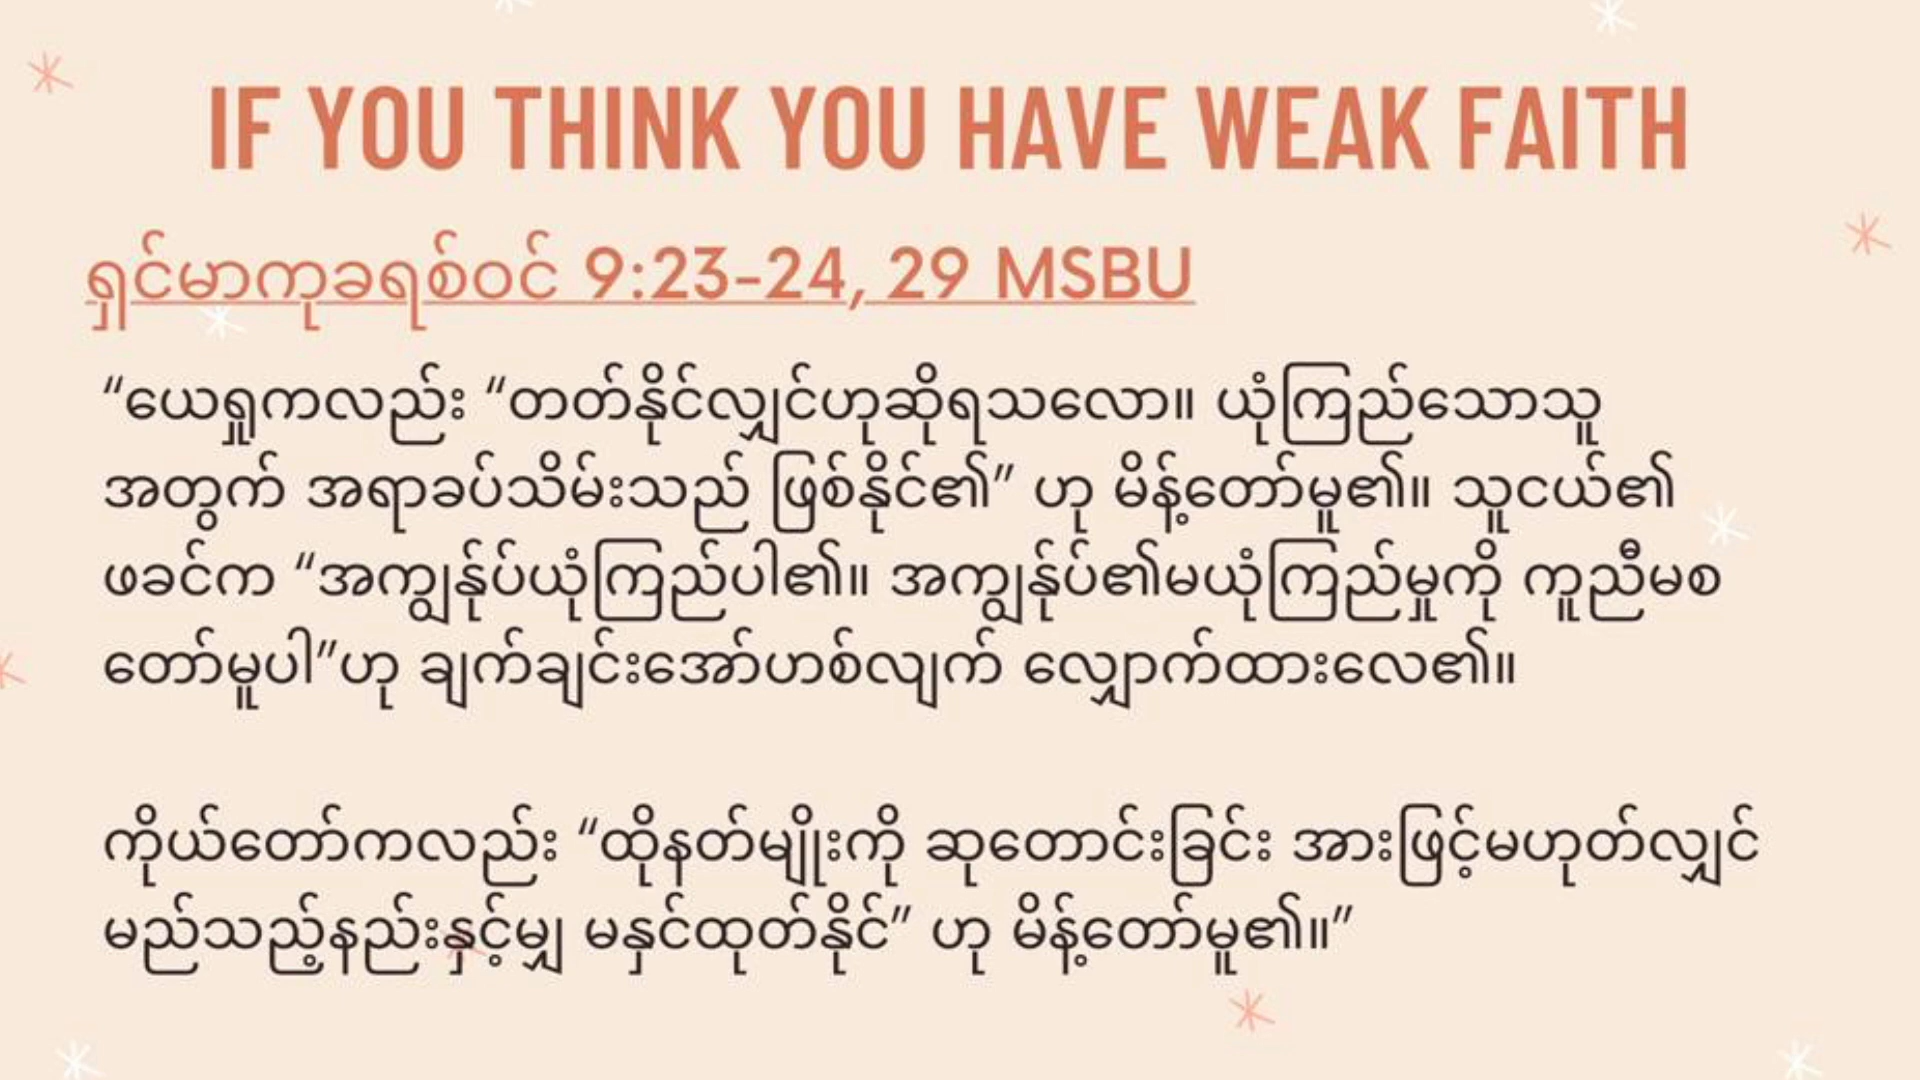 IF YOU THINK YOU HAVE WEAK FAITH
ရှင်မာကုခရစ်ဝင် 9:23-24, 29 MSBU
“ယေရှုကလည်း “တတ်နိုင်လျှင်ဟုဆိုရသလော။ ယုံကြည်သောသူ
အတွက် အရာခပ်သိမ်းသည် ဖြစ်နိုင်၏” ဟု မိန့်တော်မူ၏။ သူငယ်၏
ဖခင်က “အကျွန်ုပ်ယုံကြည်ပါ၏။ အကျွန်ုပ်၏မယုံကြည်မှုကို ကူညီမစ
တော်မူပါ”ဟု ချက်ချင်းအော်ဟစ်လျက် လျှောက်ထားလေ၏။
ကိုယ်တော်ကလည်း “ထိုနတ်မျိုးကို ဆုတောင်းခြင်း အားဖြင့်မဟုတ်လျှင်
မည်သည့်နည်းနှင့်မျှ မနှင်ထုတ်နိုင်” ဟု မိန့်တော်မူ၏။”